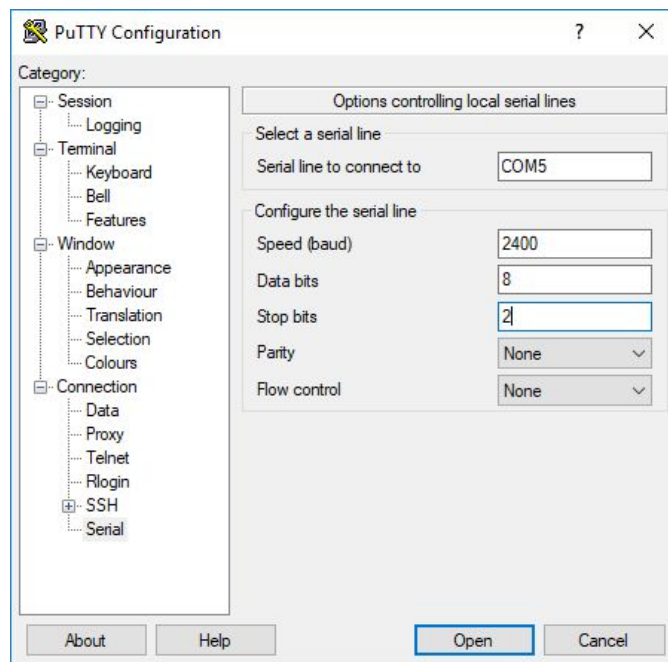 PuTTY Configuration
?
Category:
Session
Logging
Terminal
Keyboard
Bell
Features
Window
Appearance
Behaviour
Translation
Selection
Colours
Connection
Data
Proxy
Telnet
Rlogin
SSH
Serial
Options controlling local serial lines
Select a serial line
Serial line to connect to COM5
Configure the serial line
Speed (baud) 2400
Data bits 8
Stop bits 2
Parity None
Flow control None
About Help Open Cancel